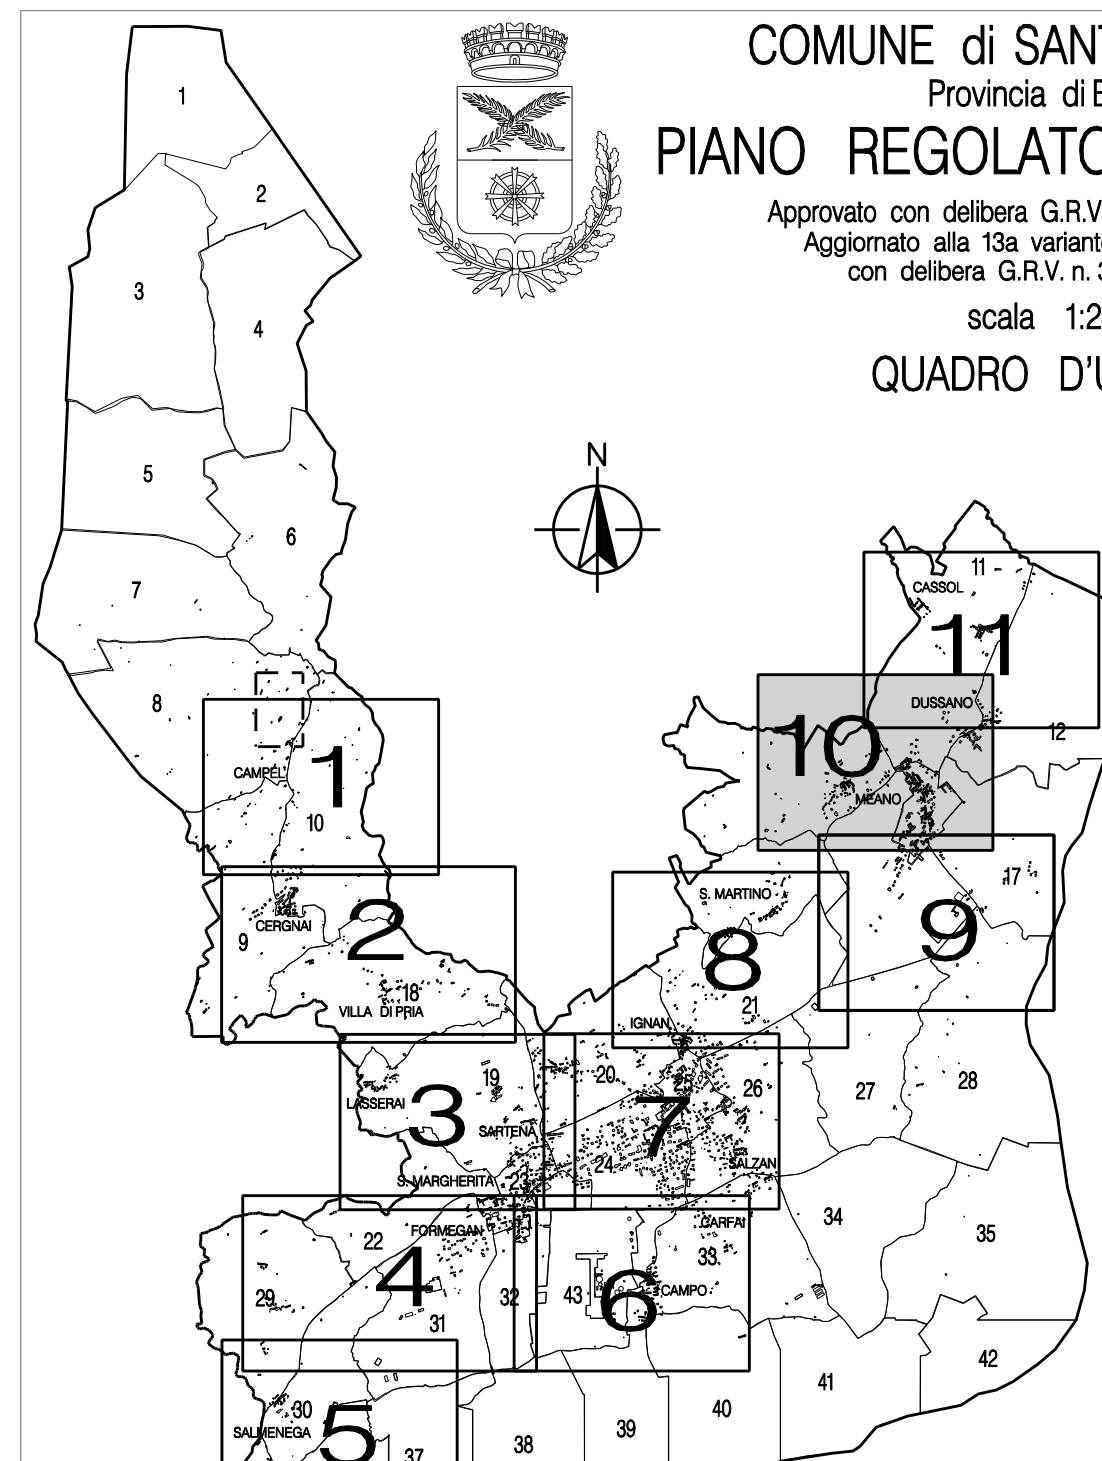 COMUNE di SANT
Provincia di B
PIANO REGOLATO
Approvato con delibera G.R.V
Aggiornato alla 13a variante
con delibera G.R.V. n. 3
scala 1:2
QUADRO D'U
N
1
2
3
4
5
6
7
8
CAMPEL
1
10
CERGNAI
2
9
18
VILLA DI PRIA
11
CASSOL
11
DUSSANO
12
10
MEANO
17
9
S. MARTINO
8
21
IGNAN
19
LASSERAI
3
SARTENA
S. MARGHERITA
23
20
25
26
7
24
SALZAN
27
28
22
FORMEGAN
4
29
31
32
43
6
CAMPO
CARFAI
33
34
35
30
SALMENEGA
5
37
38
39
40
41
42